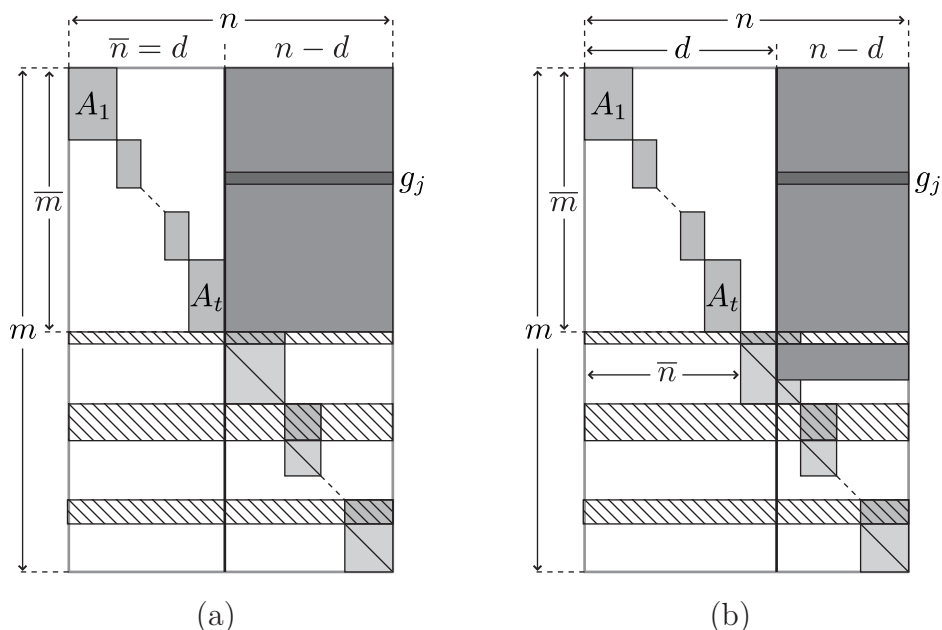 n
n̅ = d
n − d
A₁
m̅
g_j
A_t
m
(a)
n
d
n − d
A₁
m̅
g_j
A_t
m
n̅
(b)